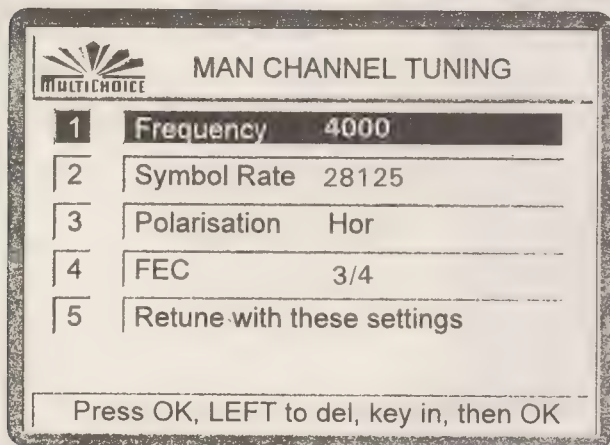 MULTICHOICE
MAN CHANNEL TUNING
1 Frequency 4000
2 Symbol Rate 28125
3 Polarisation Hor
4 FEC 3/4
5 Retune with these settings
Press OK, LEFT to del, key in, then OK